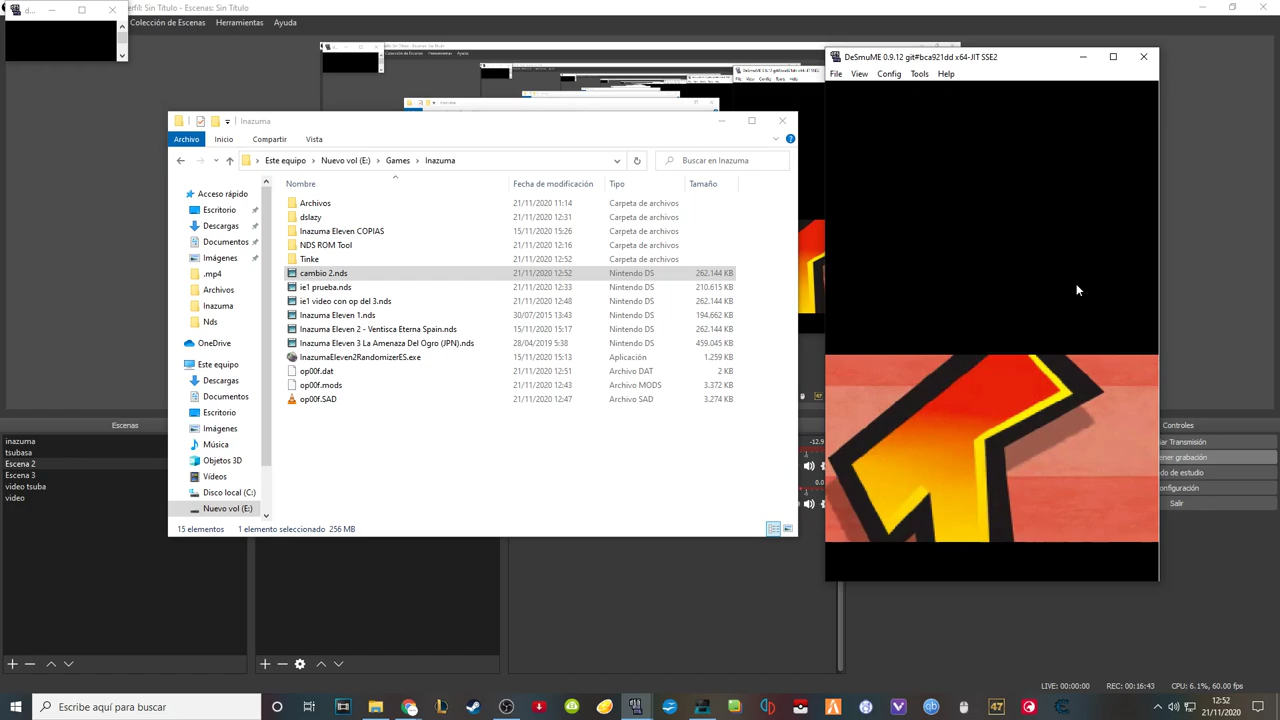 d...
erfil: Sin Título - Escenas: Sin Título
Colección de Escenas Herramientas Ayuda
DeSmuME 0.9.12 git#bca921dd x64-JIT SSE2
File View Config Tools Help
Inazuma
Archivo Inicio Compartir Vista
Este equipo Nuevo vol (E:) Games Inazuma
Buscar en Inazuma
Nombre Fecha de modificación Tipo Tamaño
Acceso rápido
Escritorio
Descargas
Documentos
Imágenes
.mp4
Archivos
Inazuma
Nds
OneDrive
Este equipo
Descargas
Documentos
Escritorio
Imágenes
Música
Objetos 3D
Vídeos
Disco local (C:)
Nuevo vol (E:)
Archivos 21/11/2020 11:14 Carpeta de archivos
dslazy 21/11/2020 12:31 Carpeta de archivos
Inazuma Eleven COPIAS 15/11/2020 15:26 Carpeta de archivos
NDS ROM Tool 21/11/2020 12:16 Carpeta de archivos
Tinke 21/11/2020 12:52 Carpeta de archivos
cambio 2.nds 21/11/2020 12:52 Nintendo DS 262.144 KB
ie1 prueba.nds 21/11/2020 12:33 Nintendo DS 210.615 KB
ie1 video con op del 3.nds 21/11/2020 12:48 Nintendo DS 262.144 KB
Inazuma Eleven 1.nds 30/07/2015 13:43 Nintendo DS 194.662 KB
Inazuma Eleven 2 - Ventisca Eterna Spain.nds 15/11/2020 15:17 Nintendo DS 262.144 KB
Inazuma Eleven 3 La Amenaza Del Ogro (JPN).nds 28/04/2019 5:38 Nintendo DS 459.045 KB
InazumaEleven2RandomizerES.exe 15/11/2020 15:13 Aplicación 1.259 KB
op00f.dat 21/11/2020 12:51 Archivo DAT 2 KB
op00f.mods 21/11/2020 12:43 Archivo MODS 3.372 KB
op00f.SAD 21/11/2020 12:47 Archivo SAD 3.274 KB
15 elementos 1 elemento seleccionado 256 MB
Escenas
inazuma
tsubasa
Escena 2
Escena 3
video tsuba
video
-12.9
0.0
Controles
iar Transmisión
ener grabación
do de estudio
onfiguración
Salir
LIVE: 00:00:00 REC: 00:16:43 CPU: 6.1%, 60.00 fps
Escribe aquí para buscar
47
12:52
21/11/2020